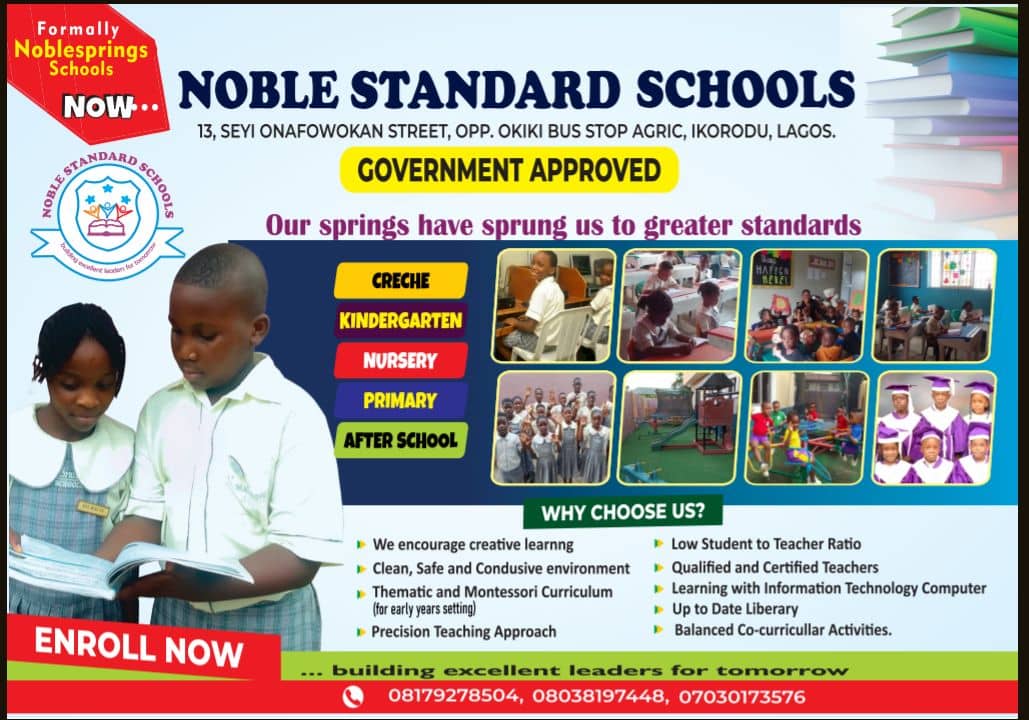 Formally
Noblesprings
Schools
NOW...
NOBLE STANDARD SCHOOLS
13, SEYI ONAFOWOKAN STREET, OPP. OKIKI BUS STOP AGRIC, IKORODU, LAGOS.
GOVERNMENT APPROVED
NOBLE STANDARD SCHOOLS
building excellent leaders for tomorrow
Our springs have sprung us to greater standards
CRECHE
KINDERGARTEN
NURSERY
PRIMARY
AFTER SCHOOL
WHY CHOOSE US?
We encourage creative learnng
Clean, Safe and Condusive environment
Thematic and Montessori Curriculum
(for early years setting)
Precision Teaching Approach
Low Student to Teacher Ratio
Qualified and Certified Teachers
Learning with Information Technology Computer
Up to Date Liberary
Balanced Co-curricullar Activities.
ENROLL NOW
... building excellent leaders for tomorrow
08179278504, 08038197448, 07030173576